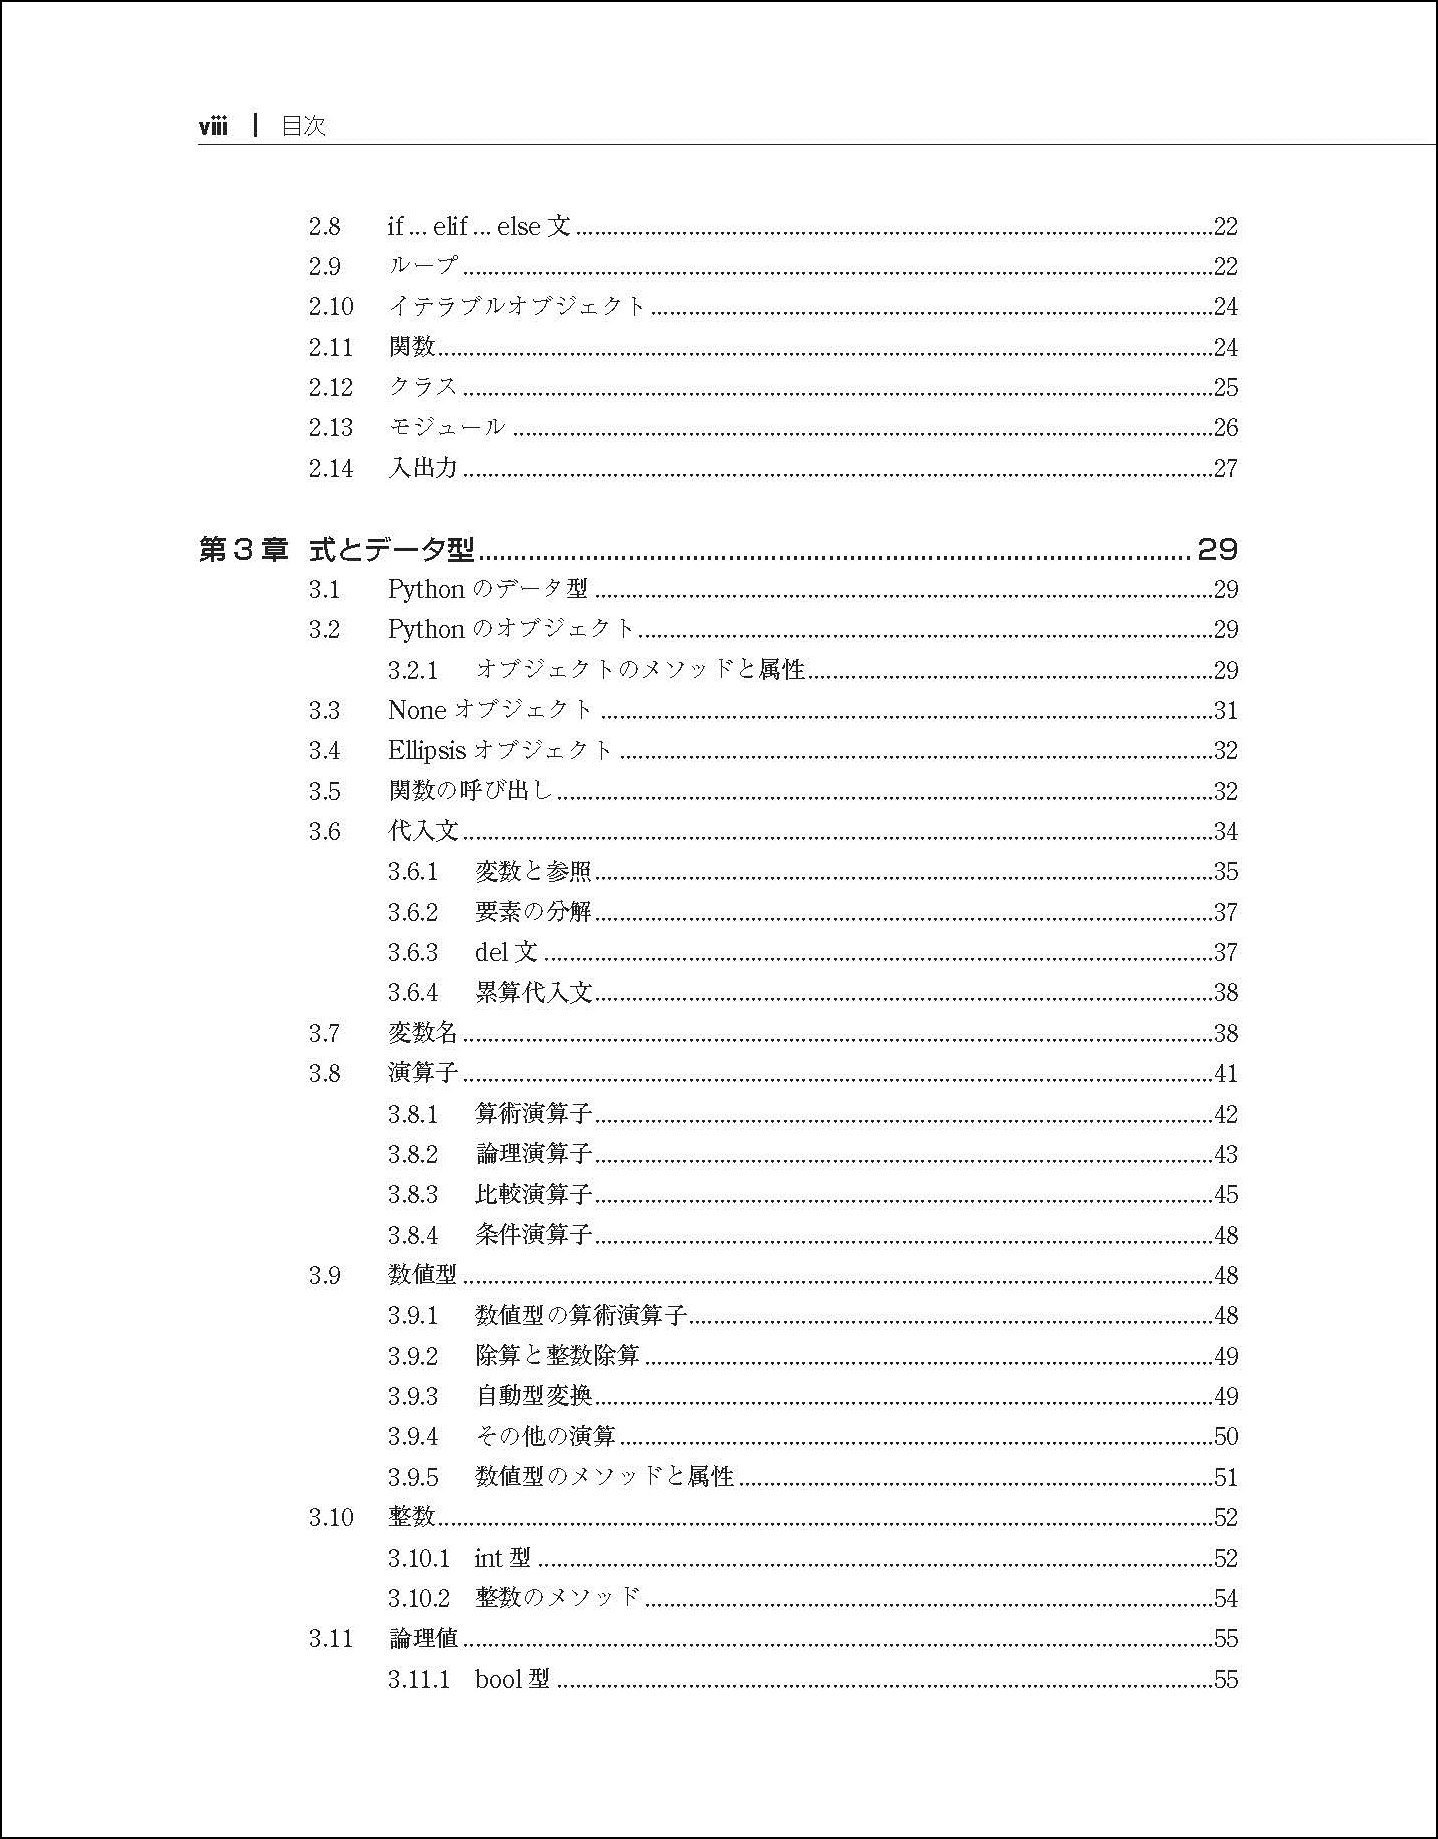 viii | 目次
2.8 if ... elif ... else 文 ... 22
2.9 ループ ... 22
2.10 イテラブルオブジェクト ... 24
2.11 関数 ... 24
2.12 クラス ... 25
2.13 モジュール ... 26
2.14 入出力 ... 27
第3章 式とデータ型 ... 29
3.1 Python のデータ型 ... 29
3.2 Python のオブジェクト ... 29
3.2.1 オブジェクトのメソッドと属性 ... 29
3.3 None オブジェクト ... 31
3.4 Ellipsis オブジェクト ... 32
3.5 関数の呼び出し ... 32
3.6 代入文 ... 34
3.6.1 変数と参照 ... 35
3.6.2 要素の分解 ... 37
3.6.3 del 文 ... 37
3.6.4 累算代入文 ... 38
3.7 変数名 ... 38
3.8 演算子 ... 41
3.8.1 算術演算子 ... 42
3.8.2 論理演算子 ... 43
3.8.3 比較演算子 ... 45
3.8.4 条件演算子 ... 48
3.9 数値型 ... 48
3.9.1 数値型の算術演算子 ... 48
3.9.2 除算と整数除算 ... 49
3.9.3 自動型変換 ... 49
3.9.4 その他の演算 ... 50
3.9.5 数値型のメソッドと属性 ... 51
3.10 整数 ... 52
3.10.1 int 型 ... 52
3.10.2 整数のメソッド ... 54
3.11 論理値 ... 55
3.11.1 bool 型 ... 55